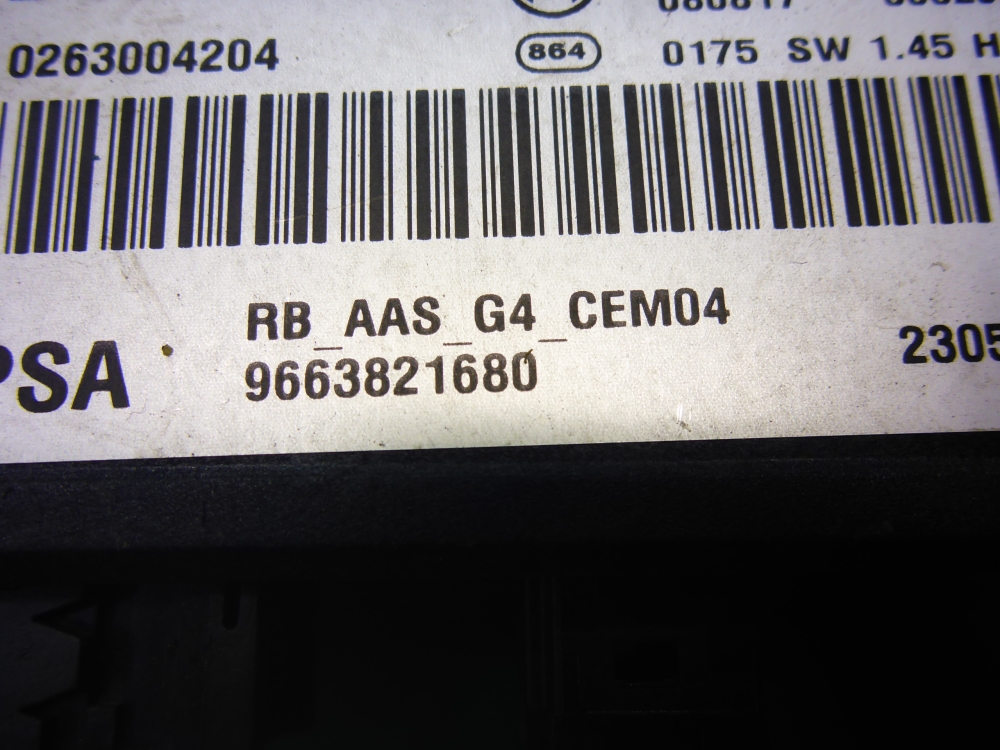 0263004204 864 0175 SW 1.45 H
RB_AAS_G4_CEM04
PSA 9663821680 2305